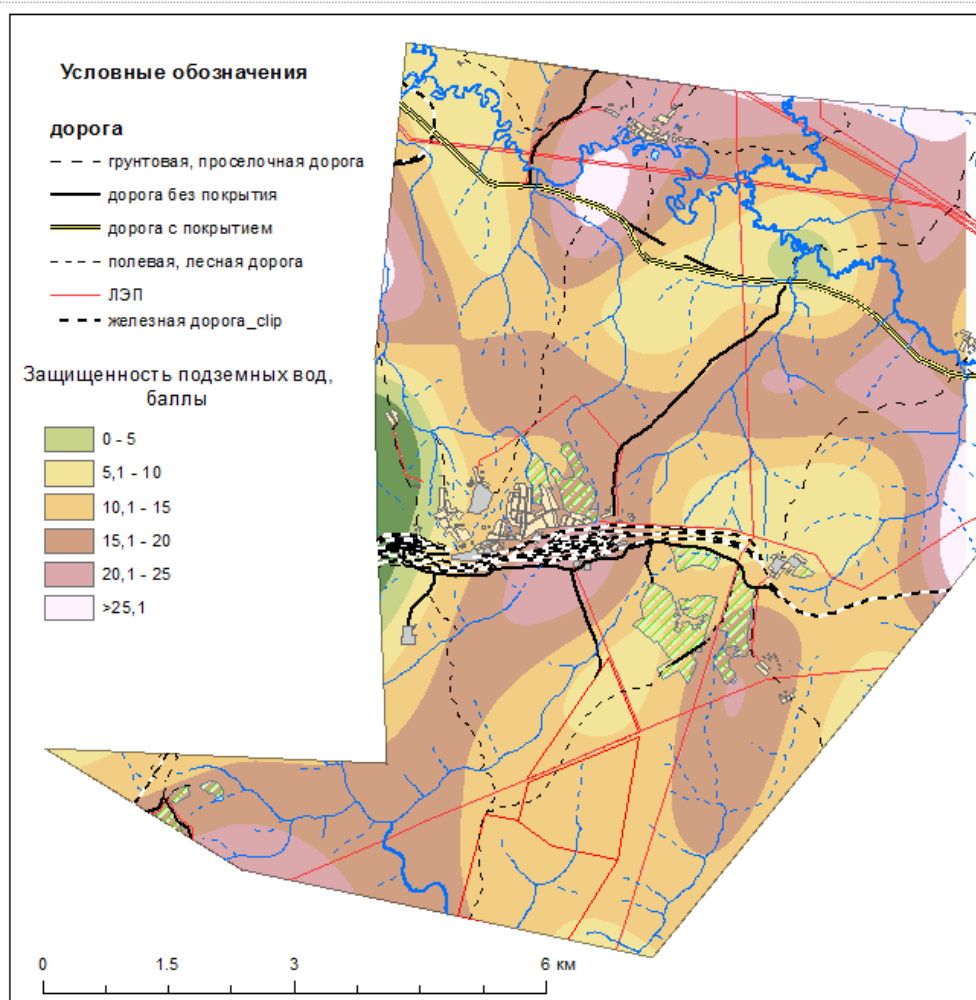 Условные обозначения
дорога
грунтовая, проселочная дорога
дорога без покрытия
дорога с покрытием
полевая, лесная дорога
ЛЭП
железная дорога_clip
Защищенность подземных вод,
баллы
0 - 5
5,1 - 10
10,1 - 15
15,1 - 20
20,1 - 25
>25,1
0 1.5 3 6 км